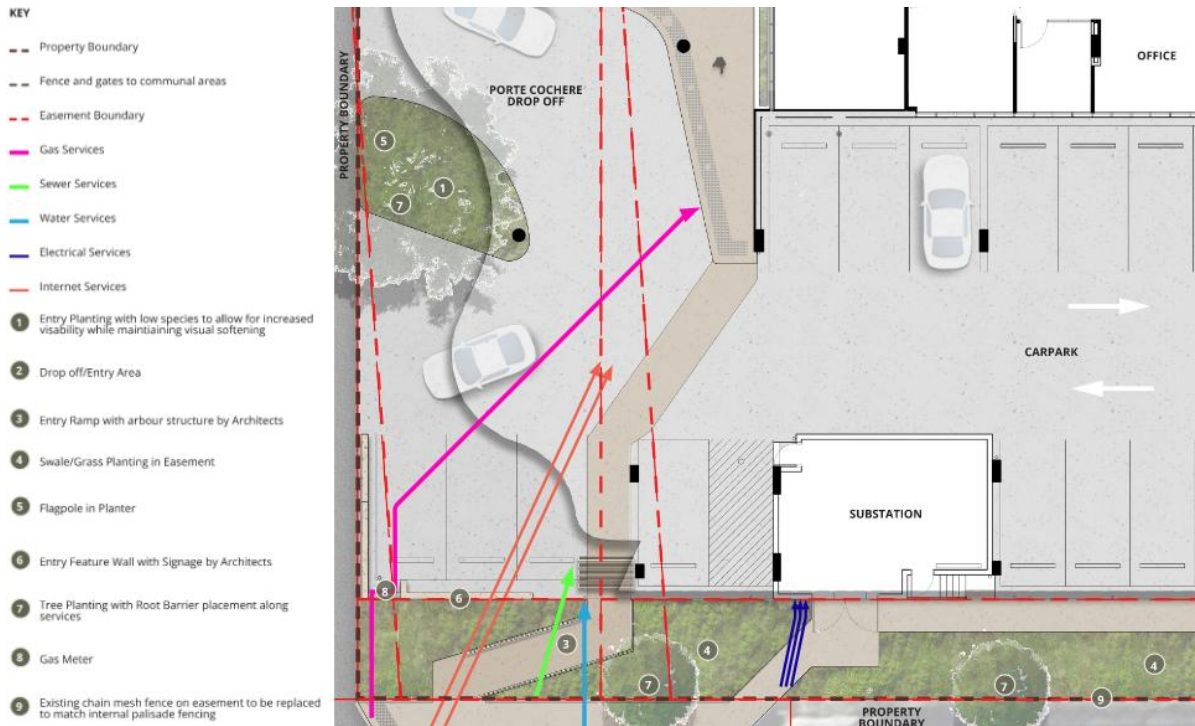 KEY
Property Boundary
Fence and gates to communal areas
Easement Boundary
Gas Services
Sewer Services
Water Services
Electrical Services
Internet Services
1 Entry Planting with low species to allow for increased
visability while maintiaining visual softening
2 Drop off/Entry Area
3 Entry Ramp with arbour structure by Architects
4 Swale/Grass Planting in Easement
5 Flagpole in Planter
6 Entry Feature Wall with Signage by Architects
7 Tree Planting with Root Barrier placement along
services
8 Gas Meter
9 Existing chain mesh fence on easement to be replaced
to match internal palisade fencing
PROPERTY BOUNDARY
PORTE COCHERE
DROP OFF
OFFICE
5
1
7
CARPARK
SUBSTATION
8
6
3
4
4
7
7
9
PROPERTY
BOUNDARY